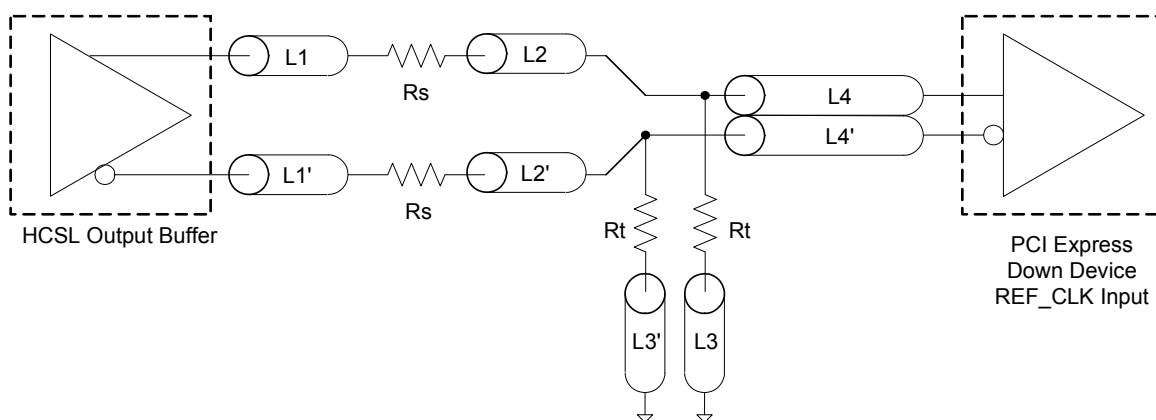 L1
Rs
L2
L4
L4'
L1'
Rs
L2'
HCSL Output Buffer
Rt
Rt
L3'
L3
PCI Express
Down Device
REF_CLK Input